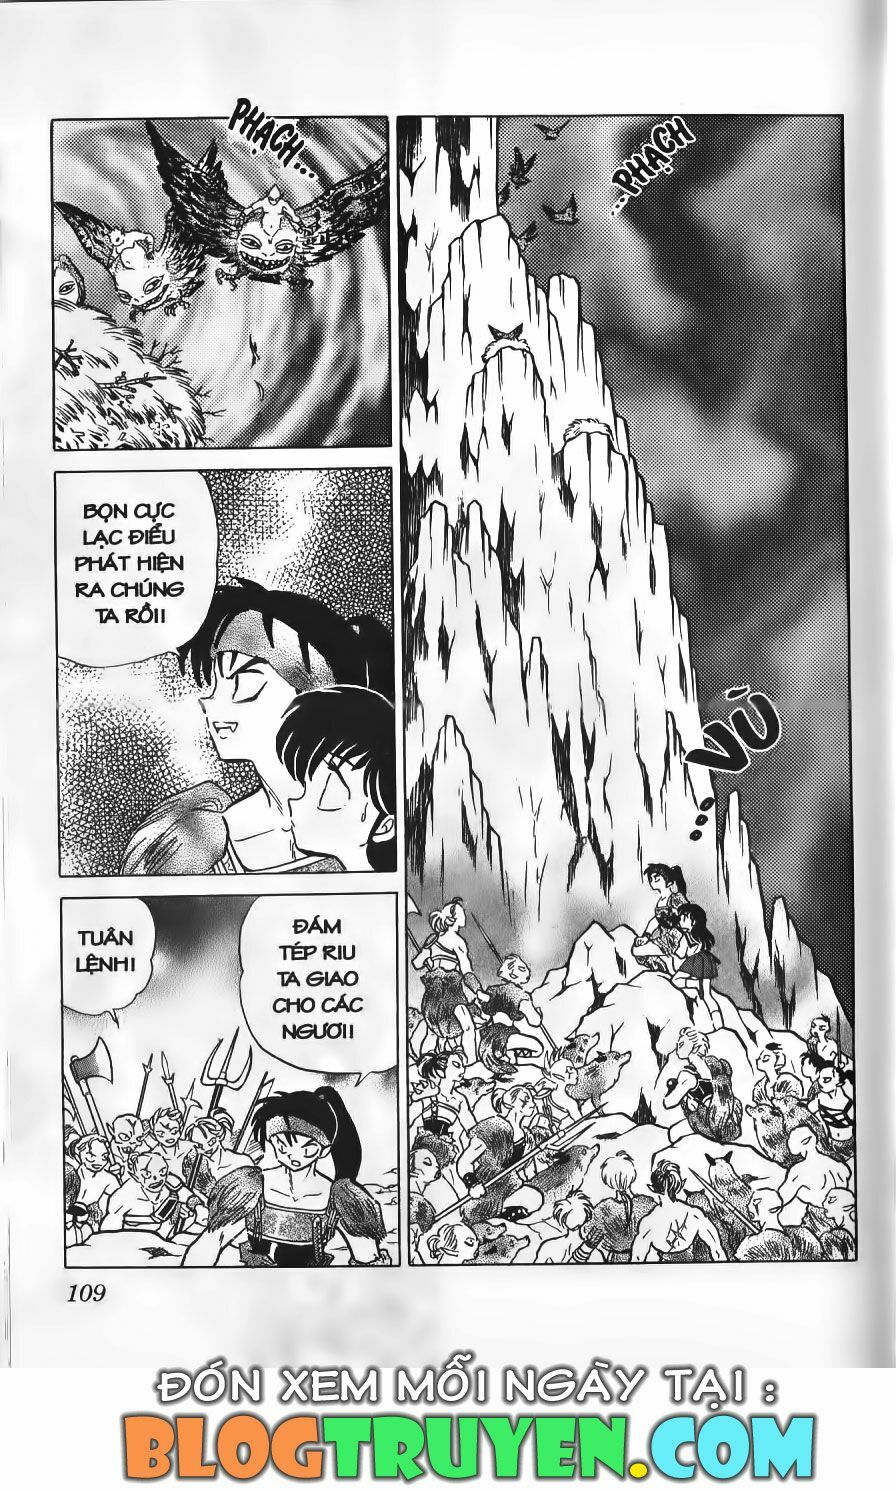 PHẠCH...
...PHẠCH
VÙ...
BỌN CỰC
LẠC ĐIỂU
PHÁT HIỆN
RA CHÚNG
TA RỒI!
ĐÁM
TÉP RIU
TA GIAO
CHO CÁC
NGƯƠI!
TUÂN
LỆNH!
109
ĐÓN XEM MỖI NGÀY TẠI :
BLOGTRUYEN.COM